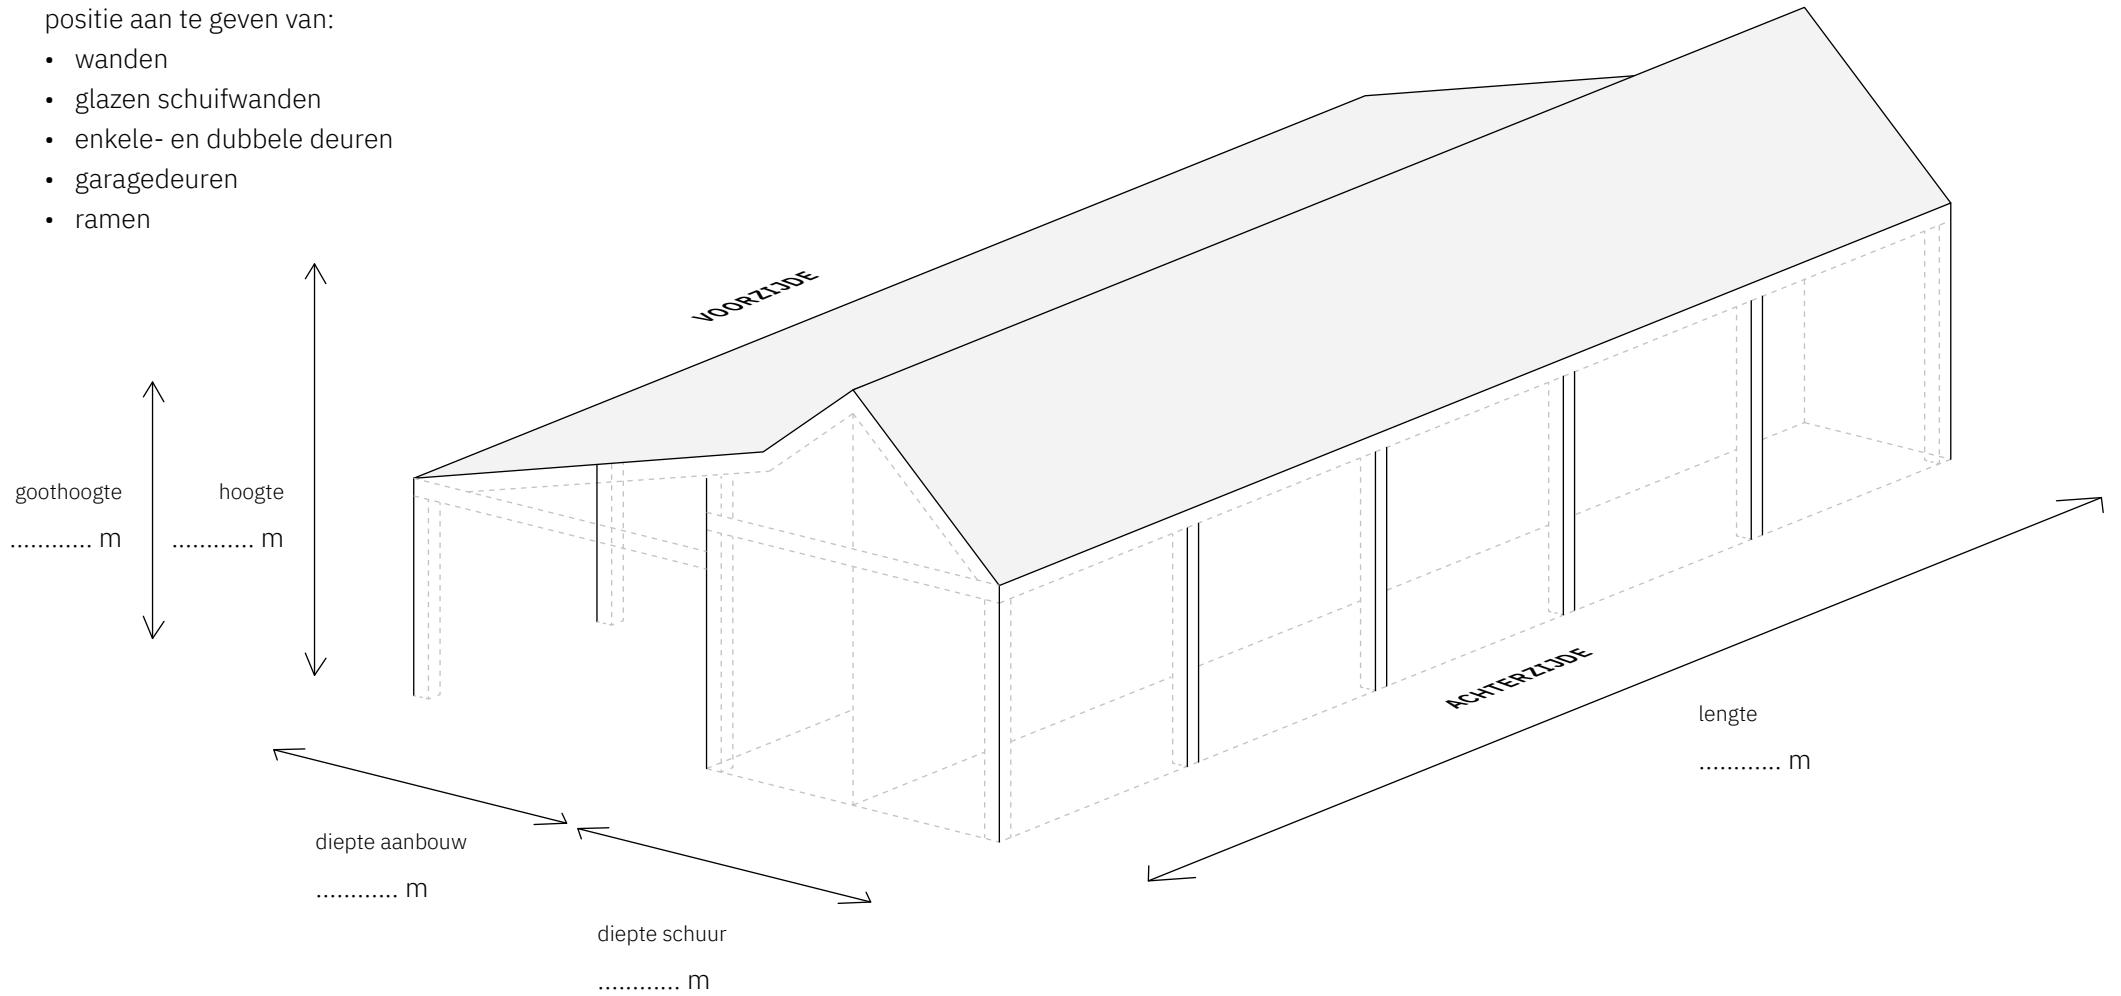 positie aan te geven van:
• wanden
• glazen schuifwanden
• enkele- en dubbele deuren
• garagedeuren
• ramen
VOORZIJDE
goothoogte
............ m
hoogte
............ m
ACHTERZIJDE
lengte
............ m
diepte aanbouw
............ m
diepte schuur
............ m